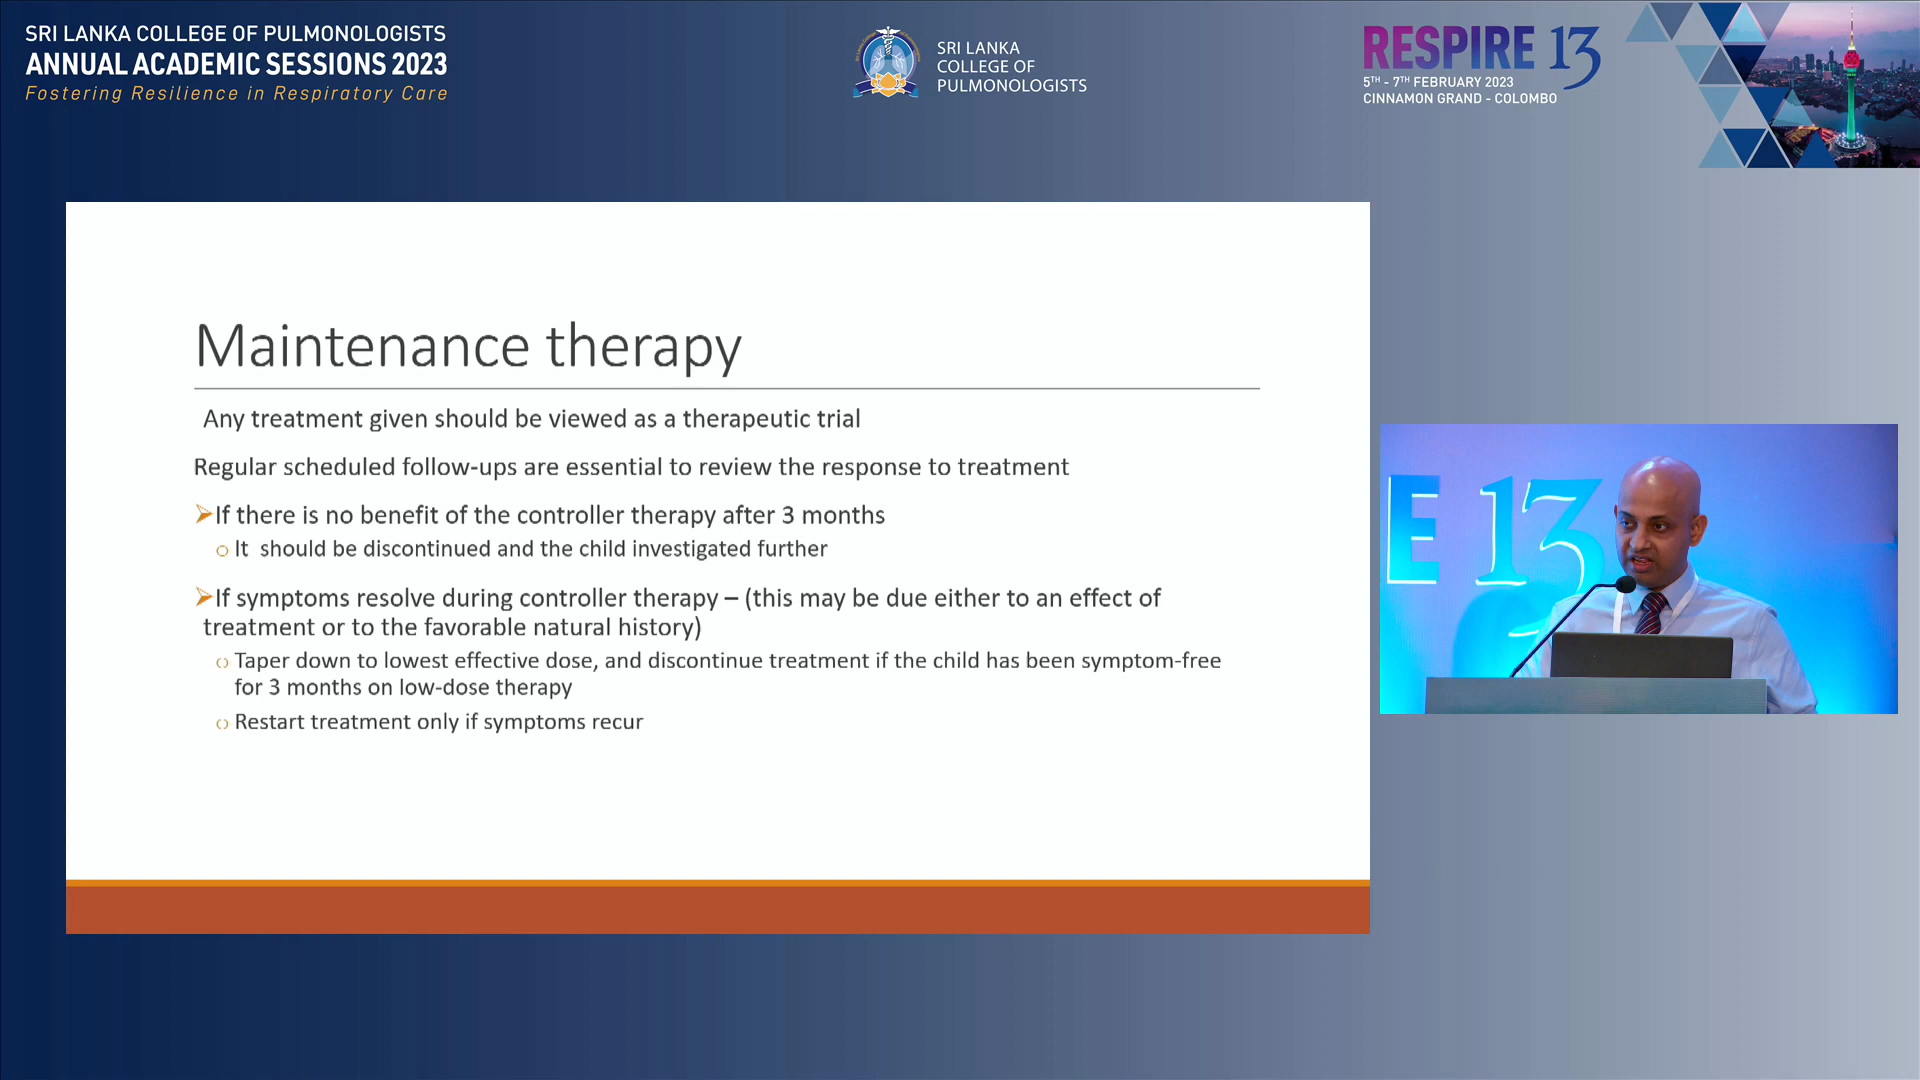 SRI LANKA COLLEGE OF PULMONOLOGISTS
ANNUAL ACADEMIC SESSIONS 2023
Fostering Resilience in Respiratory Care
SRI LANKA
COLLEGE OF
PULMONOLOGISTS
RESPIRE 13
5TH - 7TH FEBRUARY 2023
CINNAMON GRAND - COLOMBO
Maintenance therapy
Any treatment given should be viewed as a therapeutic trial
Regular scheduled follow-ups are essential to review the response to treatment
If there is no benefit of the controller therapy after 3 months
It should be discontinued and the child investigated further
If symptoms resolve during controller therapy – (this may be due either to an effect of
treatment or to the favorable natural history)
Taper down to lowest effective dose, and discontinue treatment if the child has been symptom-free
for 3 months on low-dose therapy
Restart treatment only if symptoms recur
E 13